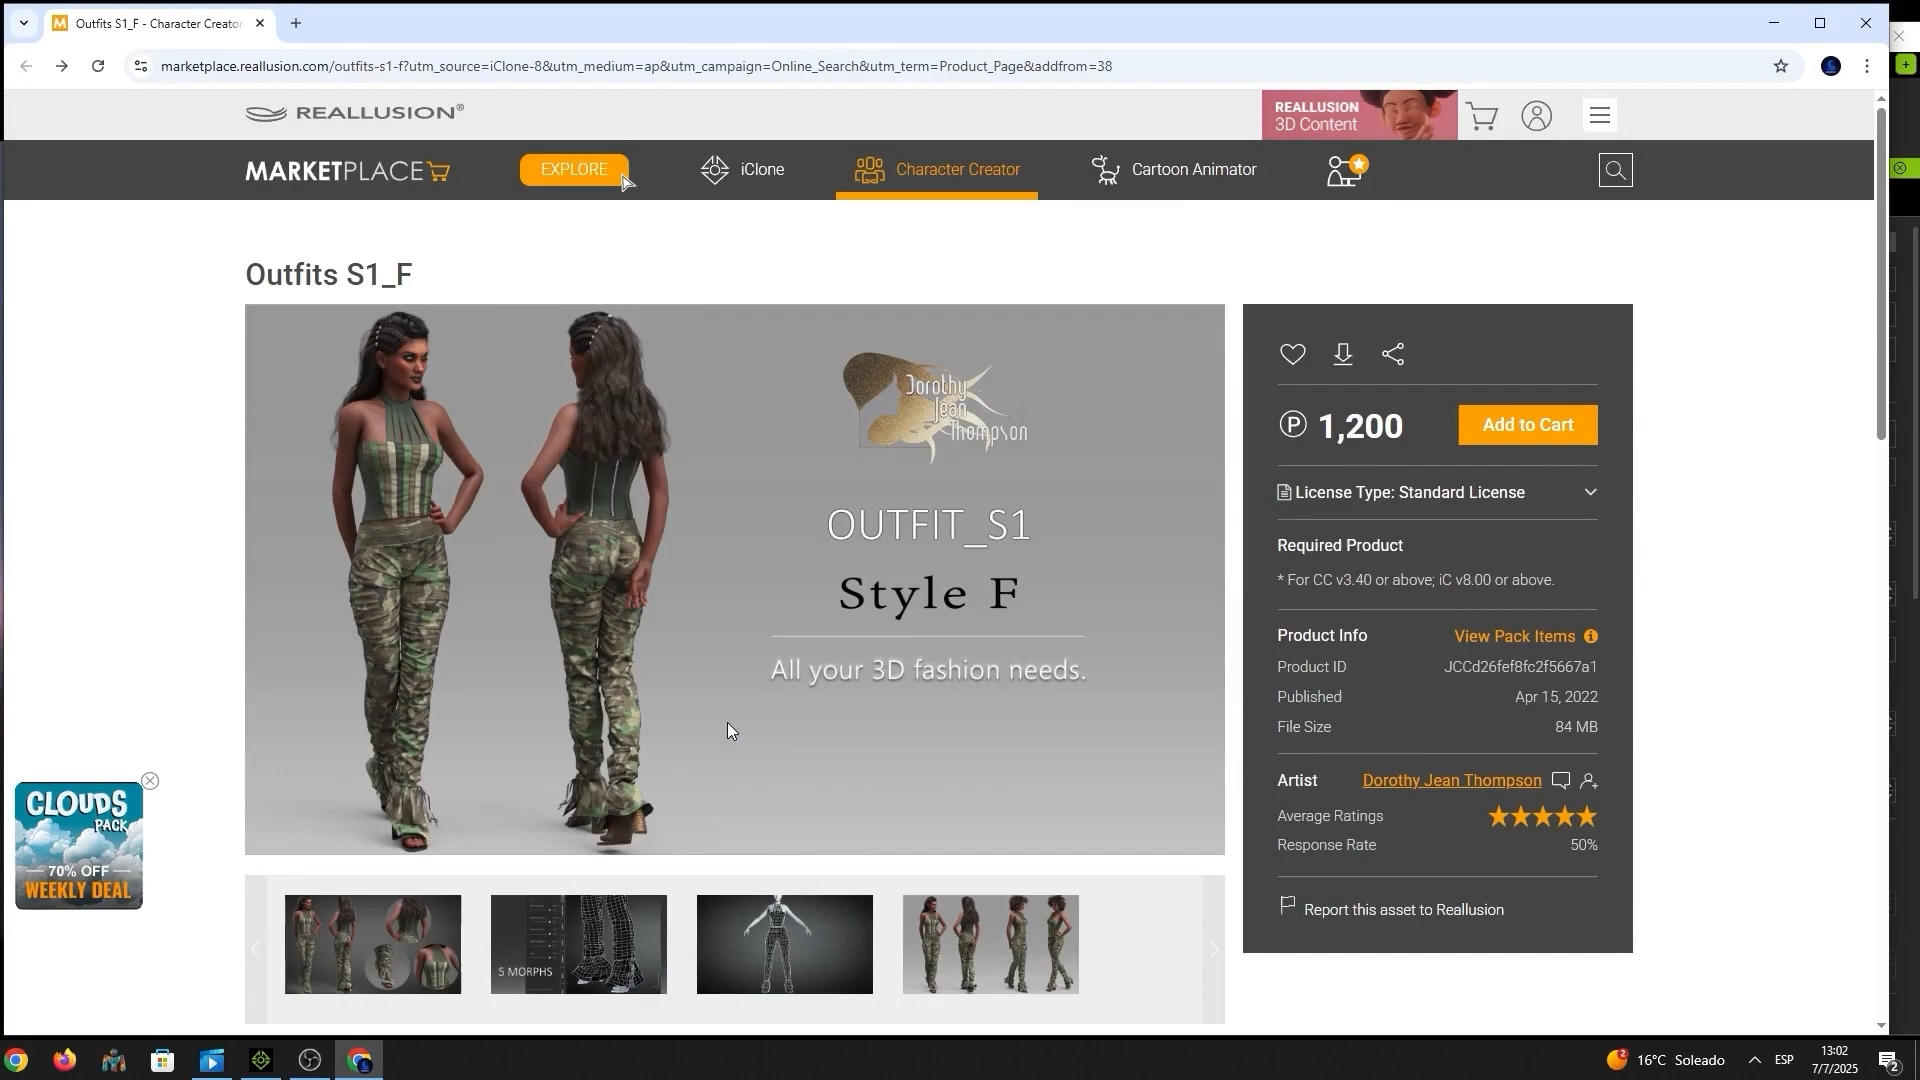 Outfits S1_F - Character Creator
marketplace.reallusion.com/outfits-s1-f?utm_source=iClone-8&utm_medium=ap&utm_campaign=Online_Search&utm_term=Product_Page&addfrom=38
REALLUSION®
REALLUSION
3D Content
MARKETPLACE
EXPLORE
iClone
Character Creator
Cartoon Animator
Outfits S1_F
Dorothy
Jean
Thompson
OUTFIT_S1
Style F
All your 3D fashion needs.
P 1,200
Add to Cart
License Type: Standard License
Required Product
* For CC v3.40 or above; iC v8.00 or above.
Product Info
View Pack Items
Product ID
JCCd26fef8fc2f5667a1
Published
Apr 15, 2022
File Size
84 MB
Artist
Dorothy Jean Thompson
Average Ratings
Response Rate
50%
Report this asset to Reallusion
CLOUDS
PACK
70% OFF
WEEKLY DEAL
5 MORPHS
2
16°C Soleado
ESP
13:02
7/7/2025
2